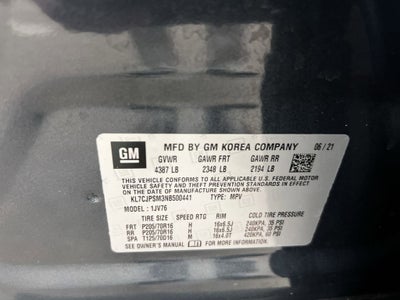 GM
MFD BY GM KOREA COMPANY 06/21
GVWR GAWR FRT GAWR RR
4387 LB 2348 LB 2194 LB
THIS VEHICLE CONFORMS TO ALL APPLICABLE U.S. FEDERAL MOTOR
VEHICLE SAFETY, BUMPER, AND THEFT PREVENTION STANDARDS IN
EFFECT ON THE DATE OF MANUFACTURE SHOWN ABOVE.
KL7CJPSM3NB500441 TYPE: MPV
MODEL: 1JV76
TIRE SIZE SPEED RTG RIM COLD TIRE PRESSURE
FRT P205/70R16 H 16x6.5J 240KPA, 35 PSI
RR P205/70R16 H 16x6.5J 240KPA, 35 PSI
SPA T125/70D16 M 16x4.0T 420KPA, 60 PSI
SEE OWNER'S MANUAL FOR ADDITIONAL INFORMATION.